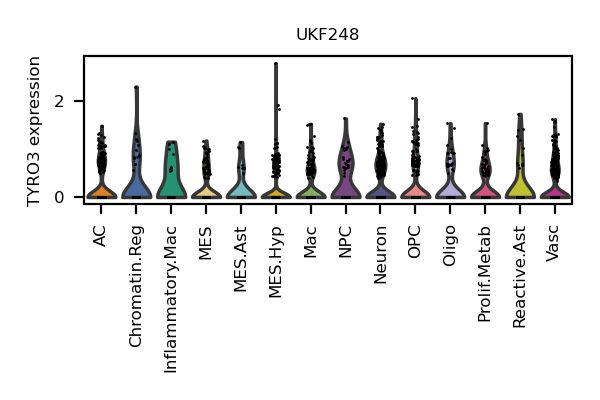 UKF248
TYRO3 expression
2
0
AC
Chromatin.Reg
Inflammatory.Mac
MES
MES.Ast
MES.Hyp
Mac
NPC
Neuron
OPC
Oligo
Prolif.Metab
Reactive.Ast
Vasc